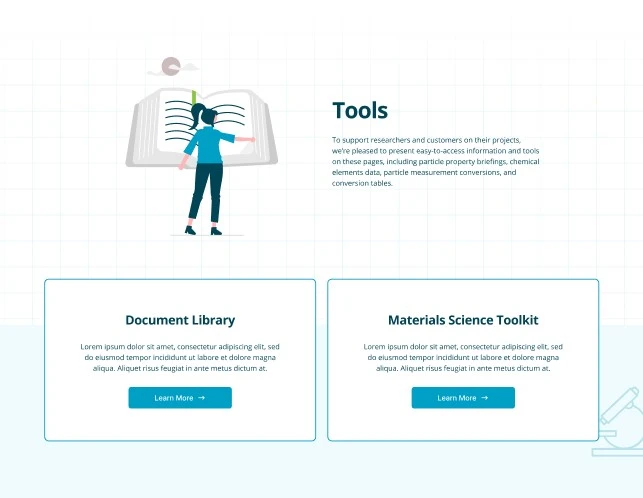 Tools
To support researchers and customers on their projects,
we're pleased to present easy-to-access information and tools
on these pages, including particle property briefings, chemical
elements data, particle measurement conversions, and
conversion tables.
Document Library
Lorem ipsum dolor sit amet, consectetur adipiscing elit, sed
do eiusmod tempor incididunt ut labore et dolore magna
aliqua. Aliquet risus feugiat in ante metus dictum at.
Learn More →
Materials Science Toolkit
Lorem ipsum dolor sit amet, consectetur adipiscing elit, sed
do eiusmod tempor incididunt ut labore et dolore magna
aliqua. Aliquet risus feugiat in ante metus dictum at.
Learn More →